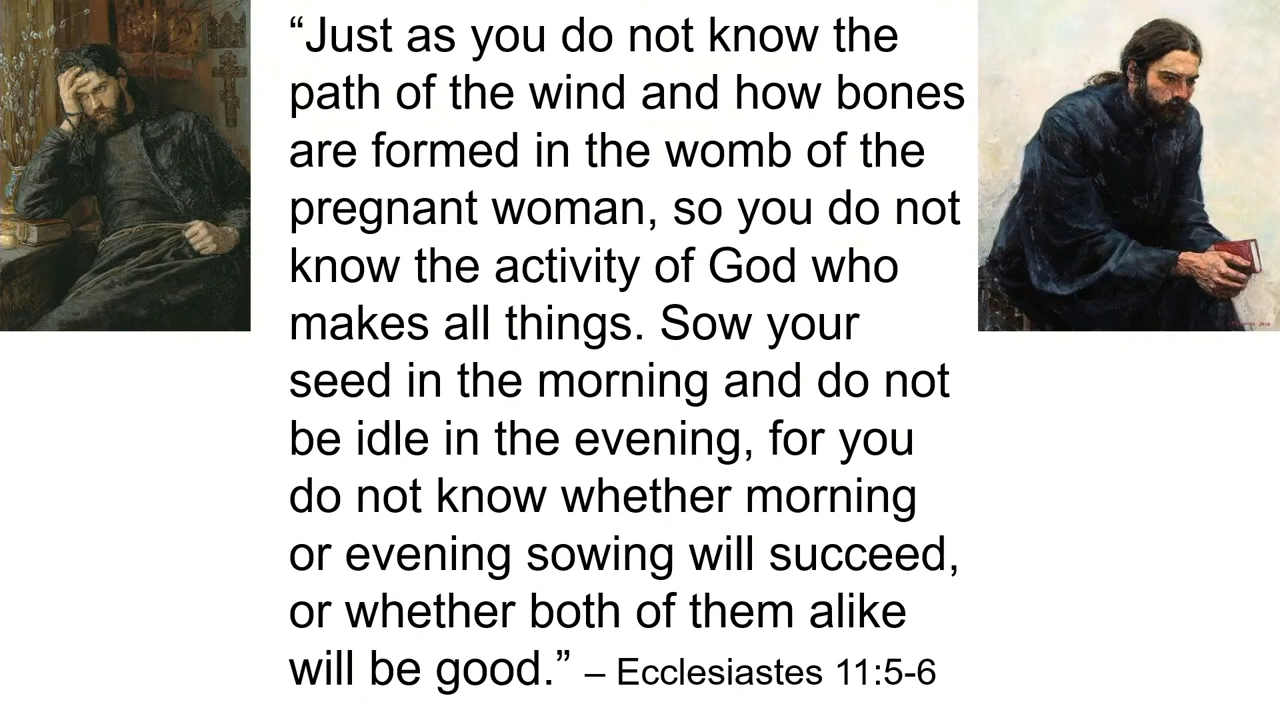 “Just as you do not know the
path of the wind and how bones
are formed in the womb of the
pregnant woman, so you do not
know the activity of God who
makes all things. Sow your
seed in the morning and do not
be idle in the evening, for you
do not know whether morning
or evening sowing will succeed,
or whether both of them alike
will be good.” – Ecclesiastes 11:5-6